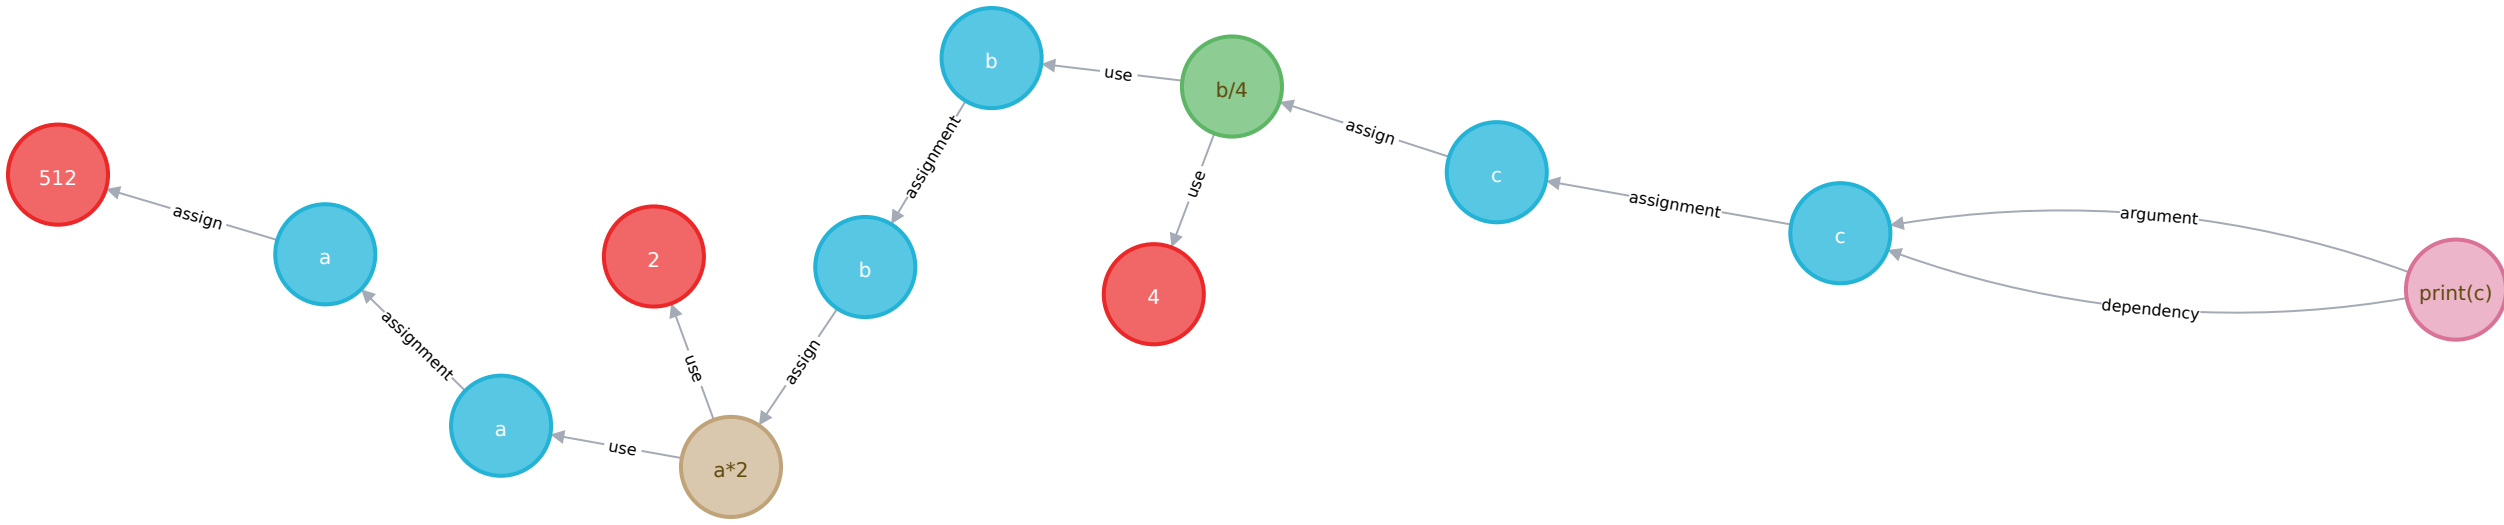 b
use
b/4
assignment
assign
c
assignment
c
argument
dependency
print(c)
512
assign
a
2
b
use
4
assignment
use
assign
a
use
a*2